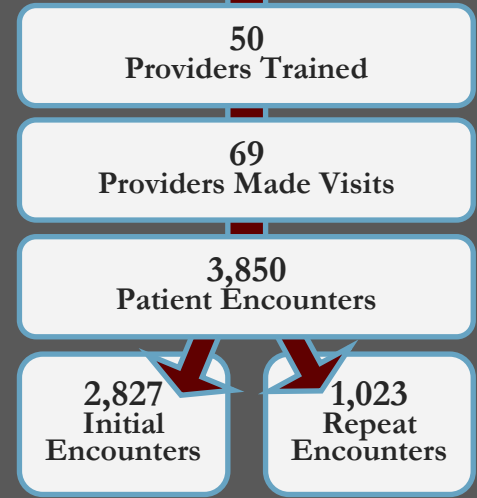 50
Providers Trained
69
Providers Made Visits
3,850
Patient Encounters
2,827
Initial
Encounters
1,023
Repeat
Encounters